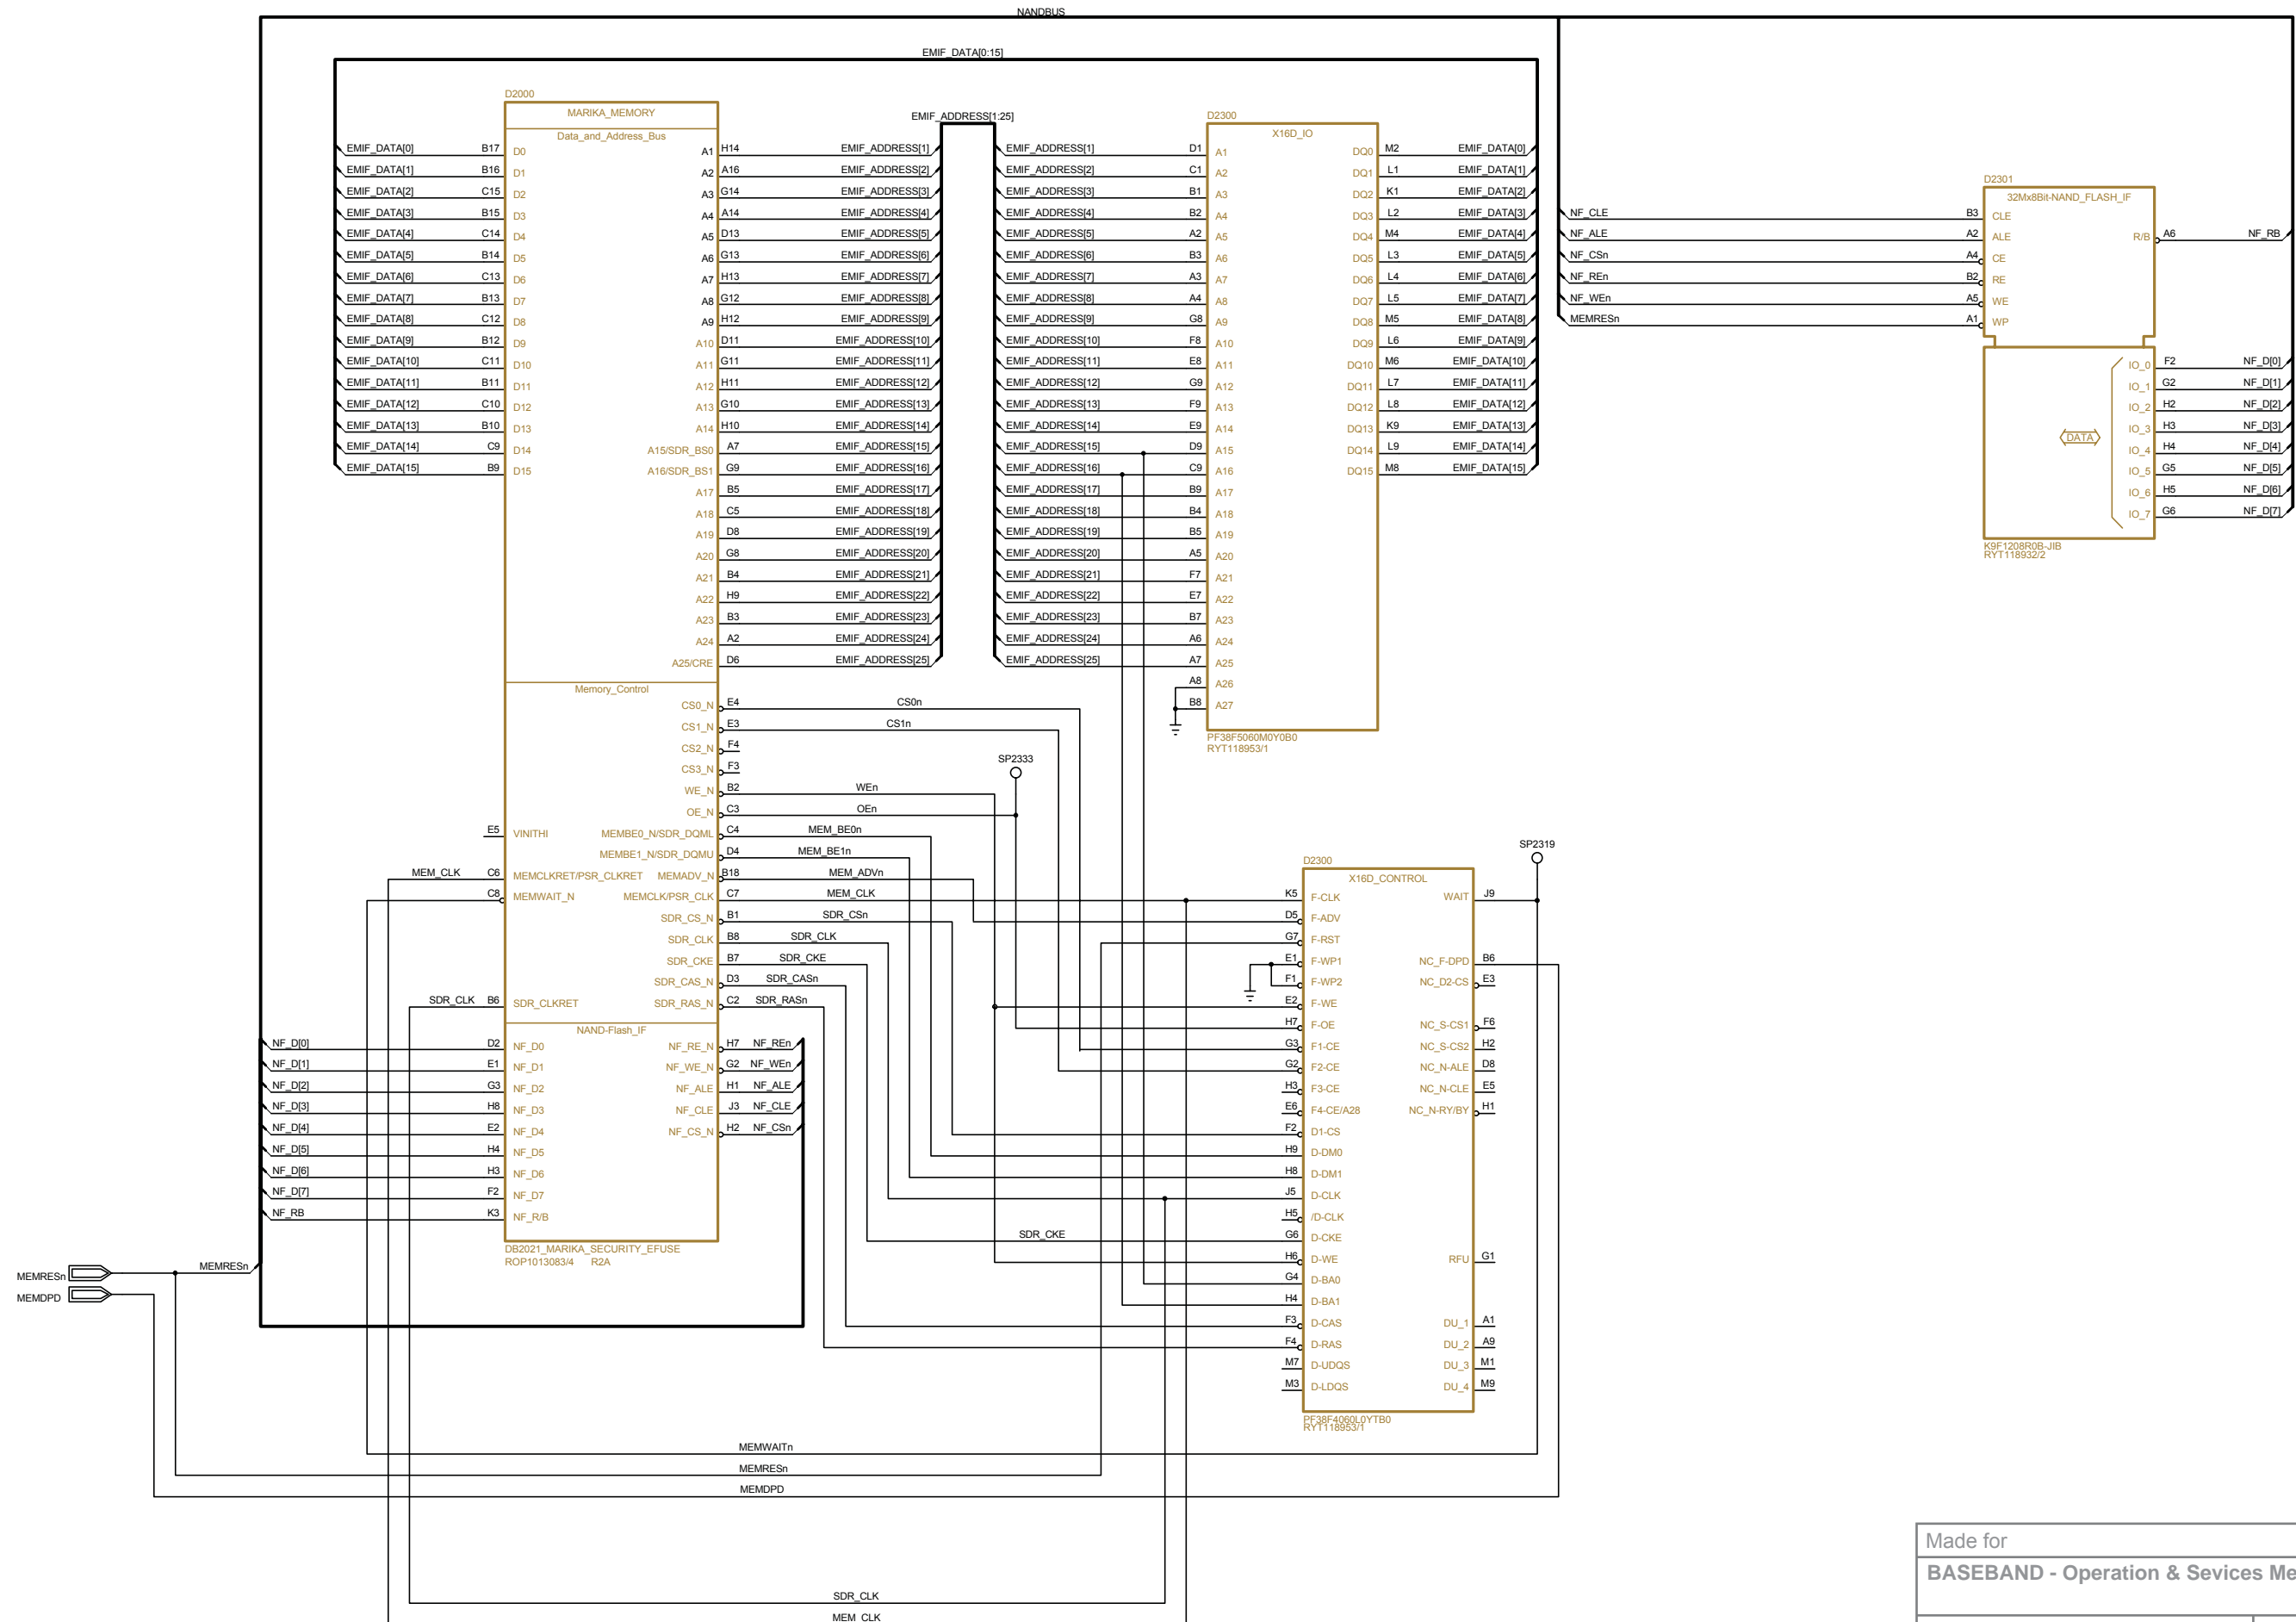 NANDBUS
EMIF_DATA[0:15]
D2000
MARIKA_MEMORY
Data_and_Address_Bus
EMIF_ADDRESS[1:25]
D2300
X16D_IO
EMIF_DATA[0] B17 D0 A1 H14 EMIF_ADDRESS[1] EMIF_ADDRESS[1] D1 A1 DQ0 M2 EMIF_DATA[0]
EMIF_DATA[1] B16 D1 A2 A16 EMIF_ADDRESS[2] EMIF_ADDRESS[2] C1 A2 DQ1 L1 EMIF_DATA[1]
EMIF_DATA[2] C15 D2 A3 G14 EMIF_ADDRESS[3] EMIF_ADDRESS[3] B1 A3 DQ2 K1 EMIF_DATA[2]
EMIF_DATA[3] B15 D3 A4 A14 EMIF_ADDRESS[4] EMIF_ADDRESS[4] B2 A4 DQ3 L2 EMIF_DATA[3]
EMIF_DATA[4] C14 D4 A5 D13 EMIF_ADDRESS[5] EMIF_ADDRESS[5] A2 A5 DQ4 M4 EMIF_DATA[4]
EMIF_DATA[5] B14 D5 A6 G13 EMIF_ADDRESS[6] EMIF_ADDRESS[6] B3 A6 DQ5 L3 EMIF_DATA[5]
EMIF_DATA[6] C13 D6 A7 H13 EMIF_ADDRESS[7] EMIF_ADDRESS[7] A3 A7 DQ6 L4 EMIF_DATA[6]
EMIF_DATA[7] B13 D7 A8 G12 EMIF_ADDRESS[8] EMIF_ADDRESS[8] A4 A8 DQ7 L5 EMIF_DATA[7]
EMIF_DATA[8] C12 D8 A9 H12 EMIF_ADDRESS[9] EMIF_ADDRESS[9] G8 A9 DQ8 M5 EMIF_DATA[8]
EMIF_DATA[9] B12 D9 A10 D11 EMIF_ADDRESS[10] EMIF_ADDRESS[10] F8 A10 DQ9 L6 EMIF_DATA[9]
EMIF_DATA[10] C11 D10 A11 G11 EMIF_ADDRESS[11] EMIF_ADDRESS[11] E8 A11 DQ10 M6 EMIF_DATA[10]
EMIF_DATA[11] B11 D11 A12 H11 EMIF_ADDRESS[12] EMIF_ADDRESS[12] G9 A12 DQ11 L7 EMIF_DATA[11]
EMIF_DATA[12] C10 D12 A13 G10 EMIF_ADDRESS[13] EMIF_ADDRESS[13] F9 A13 DQ12 L8 EMIF_DATA[12]
EMIF_DATA[13] B10 D13 A14 H10 EMIF_ADDRESS[14] EMIF_ADDRESS[14] E9 A14 DQ13 K9 EMIF_DATA[13]
EMIF_DATA[14] C9 D14 A15/SDR_BS0 A7 EMIF_ADDRESS[15] EMIF_ADDRESS[15] D9 A15 DQ14 L9 EMIF_DATA[14]
EMIF_DATA[15] B9 D15 A16/SDR_BS1 G9 EMIF_ADDRESS[16] EMIF_ADDRESS[16] C9 A16 DQ15 M8 EMIF_DATA[15]
A17 B5 EMIF_ADDRESS[17] EMIF_ADDRESS[17] B9 A17
A18 C5 EMIF_ADDRESS[18] EMIF_ADDRESS[18] B4 A18
A19 D8 EMIF_ADDRESS[19] EMIF_ADDRESS[19] B5 A19
A20 G8 EMIF_ADDRESS[20] EMIF_ADDRESS[20] A5 A20
A21 B4 EMIF_ADDRESS[21] EMIF_ADDRESS[21] F7 A21
A22 H9 EMIF_ADDRESS[22] EMIF_ADDRESS[22] E7 A22
A23 B3 EMIF_ADDRESS[23] EMIF_ADDRESS[23] B7 A23
A24 A2 EMIF_ADDRESS[24] EMIF_ADDRESS[24] A6 A24
A25/CRE D6 EMIF_ADDRESS[25] EMIF_ADDRESS[25] A7 A25
A8 A26
B8 A27
PF38F5060M0Y0B0
RYT118953/1
D2301
32Mx8Bit-NAND_FLASH_IF
NF_CLE B3 CLE
NF_ALE A2 ALE R/B A6 NF_RB
NF_CSn A4 CE
NF_REn B2 RE
NF_WEn A5 WE
MEMRESn A1 WP
IO_0 F2 NF_D[0]
IO_1 G2 NF_D[1]
IO_2 H2 NF_D[2]
IO_3 H3 NF_D[3]
DATA
IO_4 H4 NF_D[4]
IO_5 G5 NF_D[5]
IO_6 H5 NF_D[6]
IO_7 G6 NF_D[7]
K9F1208R0B-JIB
RYT118932/2
Memory_Control
CS0_N E4 CS0n
CS1_N E3 CS1n
CS2_N F4
CS3_N F3
SP2333
WE_N B2 WEn
OE_N C3 OEn
E5 VINITHI MEMBE0_N/SDR_DQML C4 MEM_BE0n
MEMBE1_N/SDR_DQMU D4 MEM_BE1n
MEM_CLK C6 MEMCLKRET/PSR_CLKRET MEMADV_N B18 MEM_ADVn
C8 MEMWAIT_N MEMCLK/PSR_CLK C7 MEM_CLK
SDR_CS_N B1 SDR_CSn
SDR_CLK B8 SDR_CLK
SDR_CKE B7 SDR_CKE
SDR_CAS_N D3 SDR_CASn
SDR_CLK B6 SDR_CLKRET SDR_RAS_N C2 SDR_RASn
NAND-Flash_IF
NF_D[0] D2 NF_D0 NF_RE_N H7 NF_REn
NF_D[1] E1 NF_D1 NF_WE_N G2 NF_WEn
NF_D[2] G3 NF_D2 NF_ALE H1 NF_ALE
NF_D[3] H8 NF_D3 NF_CLE J3 NF_CLE
NF_D[4] E2 NF_D4 NF_CS_N H2 NF_CSn
NF_D[5] H4 NF_D5
NF_D[6] H3 NF_D6
NF_D[7] F2 NF_D7
NF_RB K3 NF_R/B
DB2021_MARIKA_SECURITY_EFUSE
ROP1013083/4 R2A
MEMRESn MEMRESn
MEMDPD
SP2319
D2300
X16D_CONTROL
K5 F-CLK WAIT J9
D5 F-ADV
G7 F-RST
E1 F-WP1 NC_F-DPD B6
F1 F-WP2 NC_D2-CS E3
E2 F-WE
H7 F-OE NC_S-CS1 F6
G3 F1-CE NC_S-CS2 H2
G2 F2-CE NC_N-ALE D8
H3 F3-CE NC_N-CLE E5
E6 F4-CE/A28 NC_N-RY/BY H1
F2 D1-CS
H9 D-DM0
H8 D-DM1
J5 D-CLK
H5 /D-CLK
SDR_CKE G6 D-CKE
H6 D-WE RFU G1
G4 D-BA0
H4 D-BA1
F3 D-CAS DU_1 A1
F4 D-RAS DU_2 A9
M7 D-UDQS DU_3 M1
M3 D-LDQS DU_4 M9
PF38F4060L0YTB0
RYT118953/1
MEMWAITn
MEMRESn
MEMDPD
SDR_CLK
MEM_CLK
Made for
BASEBAND - Operation & Sevices Me